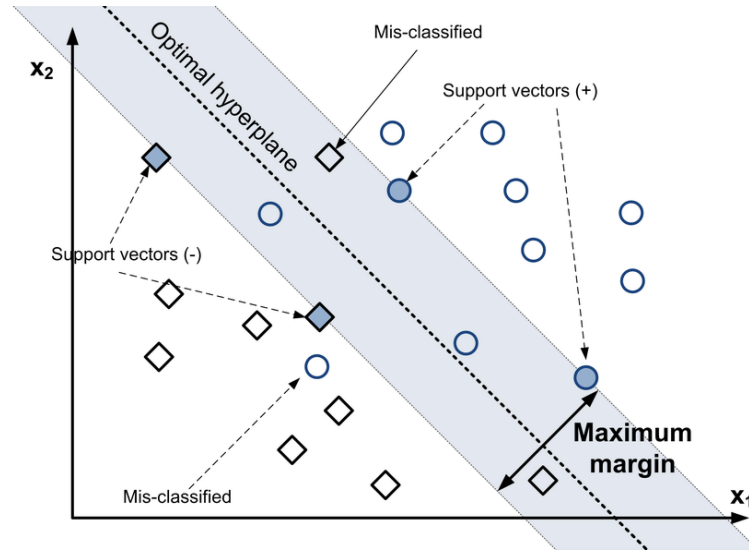 Mis-classified
x2
Optimal hyperplane
Support vectors (+)
Support vectors (-)
Maximum
margin
Mis-classified
x1